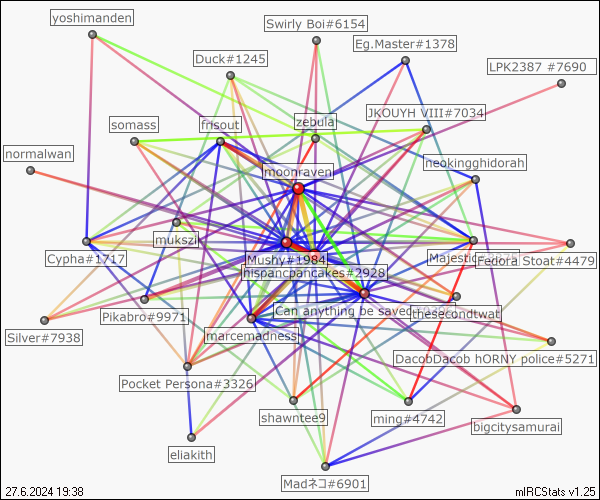 yoshimanden
Swirly Boi#6154
Eg.Master#1378
Duck#1245
LPK2387 #7690
JKOUYH VIII#7034
somass
frisout
zebula
normalwan
neokingghidorah
moonraven
mukszil
Cypha#1717
Mushy#1984
Majestic
Fedora Stoat#4479
hispancpancakes#2928
Pikabro#9971
Can anything be saved
thesecondtwat
Silver#7938
marcemadness
DacobDacob hORNY police#5271
Pocket Persona#3326
shawntee9
ming#4742
bigcitysamurai
eliakith
Madネコ#6901
27.6.2024 19:38
mIRCStats v1.25